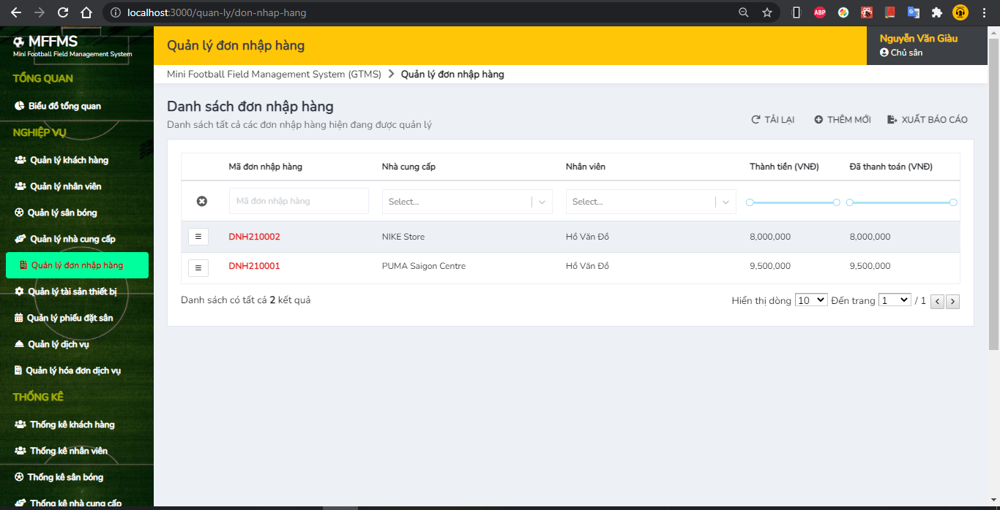 localhost:3000/quan-ly/don-nhap-hang
ABP
MFFMS
Mini Football Field Management System
TỔNG QUAN
Biểu đồ tổng quan
NGHIỆP VỤ
Quản lý khách hàng
Quản lý nhân viên
Quản lý sân bóng
Quản lý nhà cung cấp
Quản lý đơn nhập hàng
Quản lý tài sản thiết bị
Quản lý phiếu đặt sân
Quản lý dịch vụ
Quản lý hóa đơn dịch vụ
THỐNG KÊ
Thống kê khách hàng
Thống kê nhân viên
Thống kê sân bóng
Thống kê nhà cung cấp
Quản lý đơn nhập hàng
Nguyễn Văn Giàu
Chủ sân
Mini Football Field Management System (GTMS) Quản lý đơn nhập hàng
Danh sách đơn nhập hàng
Danh sách tất cả các đơn nhập hàng hiện đang được quản lý
TẢI LẠI THÊM MỚI XUẤT BÁO CÁO
Mã đơn nhập hàng Nhà cung cấp Nhân viên Thành tiền (VNĐ) Đã thanh toán (VNĐ)
Mã đơn nhập hàng Select... Select...
DNH210002 NIKE Store Hồ Văn Đồ 8,000,000 8,000,000
DNH210001 PUMA Saigon Centre Hồ Văn Đồ 9,500,000 9,500,000
Danh sách có tất cả 2 kết quả
Hiển thị dòng 10 Đến trang 1 / 1 < >